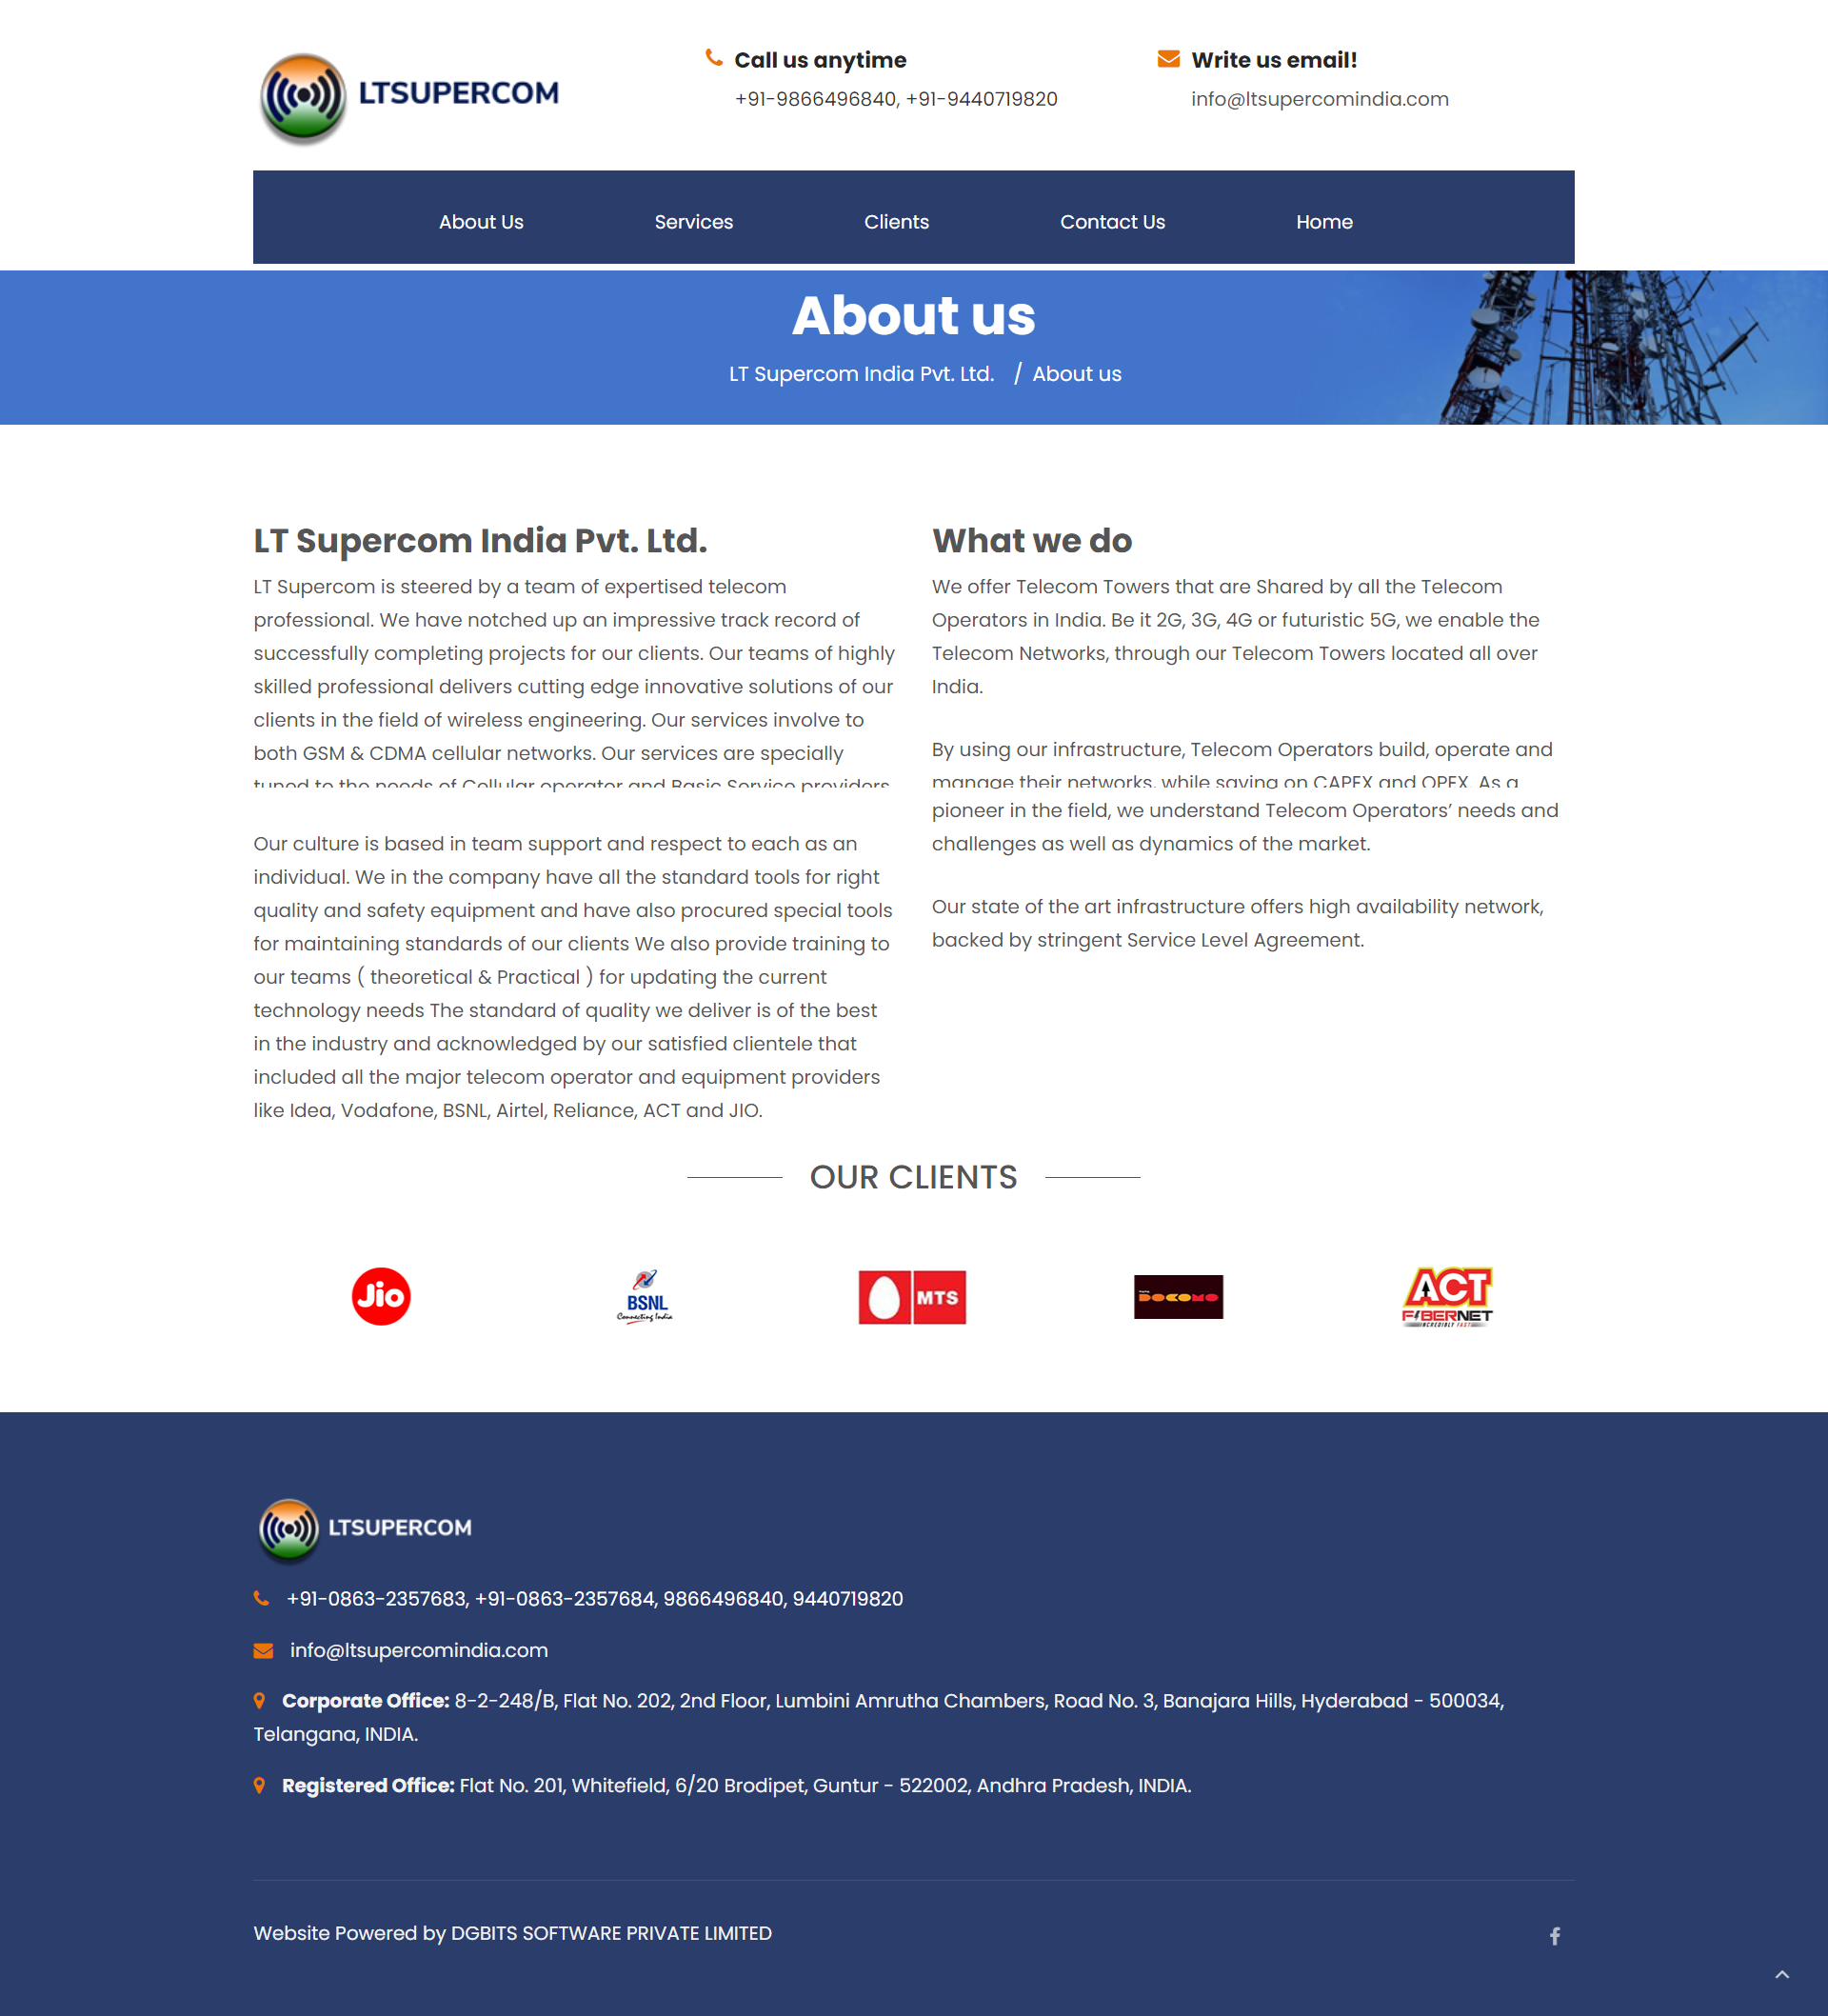 LTSUPERCOM
Call us anytime
+91-9866496840, +91-9440719820
Write us email!
info@ltsupercomindia.com
About Us
Services
Clients
Contact Us
Home
About us
LT Supercom India Pvt. Ltd. / About us
LT Supercom India Pvt. Ltd.
LT Supercom is steered by a team of expertised telecom
professional. We have notched up an impressive track record of
successfully completing projects for our clients. Our teams of highly
skilled professional delivers cutting edge innovative solutions of our
clients in the field of wireless engineering. Our services involve to
both GSM & CDMA cellular networks. Our services are specially
tuned to the needs of Cellular operator and Basic Service providers
Our culture is based in team support and respect to each as an
individual. We in the company have all the standard tools for right
quality and safety equipment and have also procured special tools
for maintaining standards of our clients We also provide training to
our teams ( theoretical & Practical ) for updating the current
technology needs The standard of quality we deliver is of the best
in the industry and acknowledged by our satisfied clientele that
included all the major telecom operator and equipment providers
like Idea, Vodafone, BSNL, Airtel, Reliance, ACT and JIO.
What we do
We offer Telecom Towers that are Shared by all the Telecom
Operators in India. Be it 2G, 3G, 4G or futuristic 5G, we enable the
Telecom Networks, through our Telecom Towers located all over
India.
By using our infrastructure, Telecom Operators build, operate and
manage their networks, while saving on CAPEX and OPEX. As a
pioneer in the field, we understand Telecom Operators’ needs and
challenges as well as dynamics of the market.
Our state of the art infrastructure offers high availability network,
backed by stringent Service Level Agreement.
OUR CLIENTS
Jio
BSNL
Connecting India
MTS
DOCOMO
ACT
FIBERNET
INCREDIBLY FAST
LTSUPERCOM
+91-0863-2357683, +91-0863-2357684, 9866496840, 9440719820
info@ltsupercomindia.com
Corporate Office: 8-2-248/B, Flat No. 202, 2nd Floor, Lumbini Amrutha Chambers, Road No. 3, Banajara Hills, Hyderabad - 500034,
Telangana, INDIA.
Registered Office: Flat No. 201, Whitefield, 6/20 Brodipet, Guntur - 522002, Andhra Pradesh, INDIA.
Website Powered by DGBITS SOFTWARE PRIVATE LIMITED